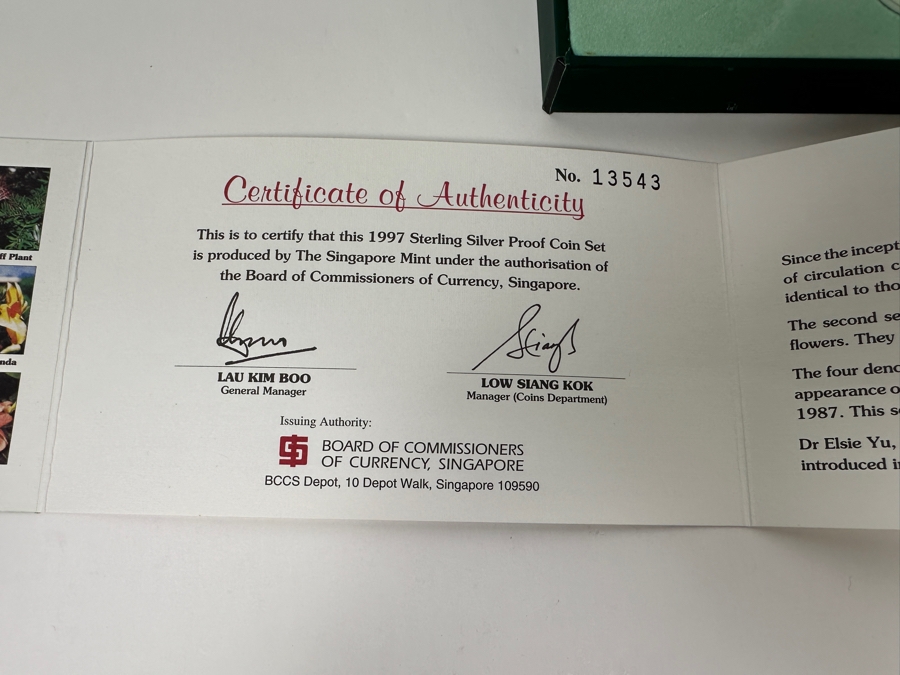 ff Plant
nda
No. 13543
Certificate of Authenticity
This is to certify that this 1997 Sterling Silver Proof Coin Set
is produced by The Singapore Mint under the authorisation of
the Board of Commissioners of Currency, Singapore.
LAU KIM BOO
General Manager
LOW SIANG KOK
Manager (Coins Department)
Issuing Authority:
BOARD OF COMMISSIONERS
OF CURRENCY, SINGAPORE
BCCS Depot, 10 Depot Walk, Singapore 109590
Since the incept
of circulation c
identical to tho
The second se
flowers. They
The four deno
appearance o
1987. This s
Dr Elsie Yu,
introduced i